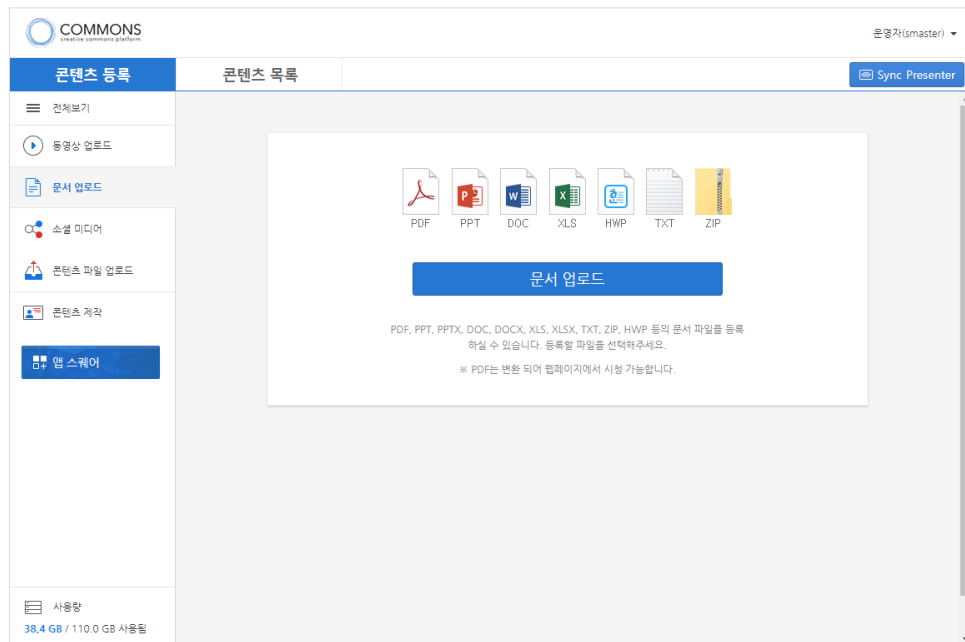 COMMONS
creative commons platform
운영자(smaster)
콘텐츠 등록
콘텐츠 목록
Sync Presenter
전체보기
동영상 업로드
문서 업로드
소셜 미디어
콘텐츠 파일 업로드
콘텐츠 제작
앱 스퀘어
PDF PPT DOC XLS HWP TXT ZIP
문서 업로드
PDF, PPT, PPTX, DOC, DOCX, XLS, XLSX, TXT, ZIP, HWP 등의 문서 파일을 등록
하실 수 있습니다. 등록할 파일을 선택해주세요.
※ PDF는 변환 되어 웹페이지에서 시청 가능합니다.
사용량
38.4 GB / 110.0 GB 사용됨